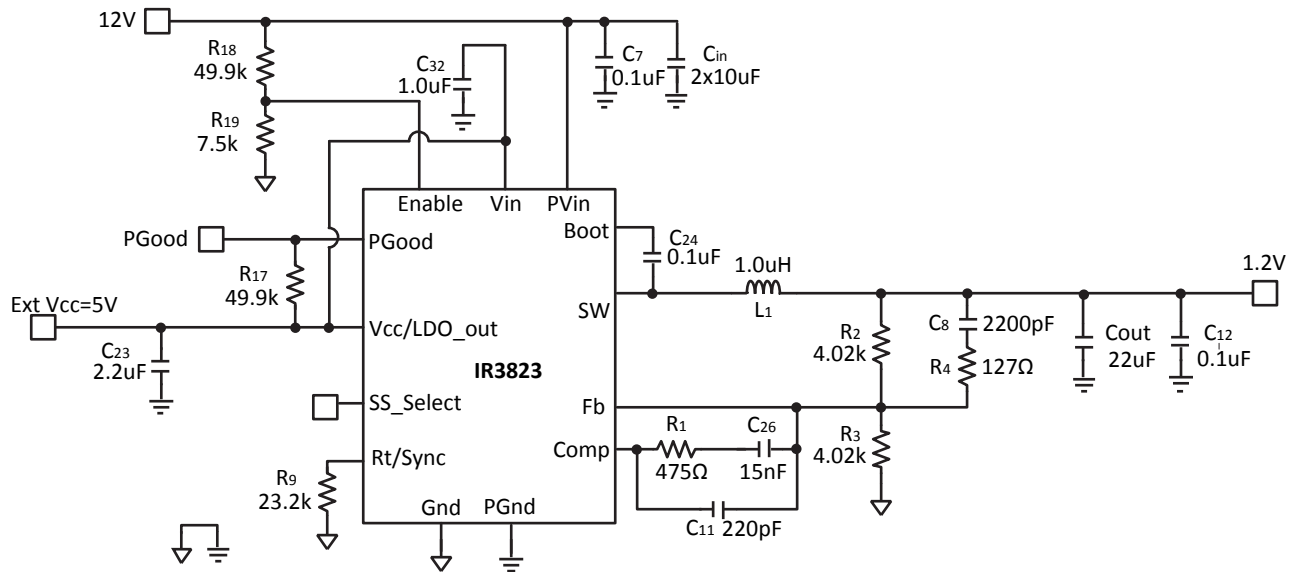 12V
R18
49.9k
C32
1.0uF
C7
0.1uF
Cin
2x10uF
R19
7.5k
Enable
Vin
PVin
Boot
PGood
PGood
C24
0.1uF
R17
49.9k
1.0uH
1.2V
Ext Vcc=5V
SW
L1
Vcc/LDO_out
C8
2200pF
R2
4.02k
Cout
22uF
C12
0.1uF
C23
2.2uF
R4
127Ω
IR3823
SS_Select
Fb
R1
C26
R3
4.02k
Comp
Rt/Sync
475Ω
15nF
R9
23.2k
Gnd
PGnd
C11
220pF